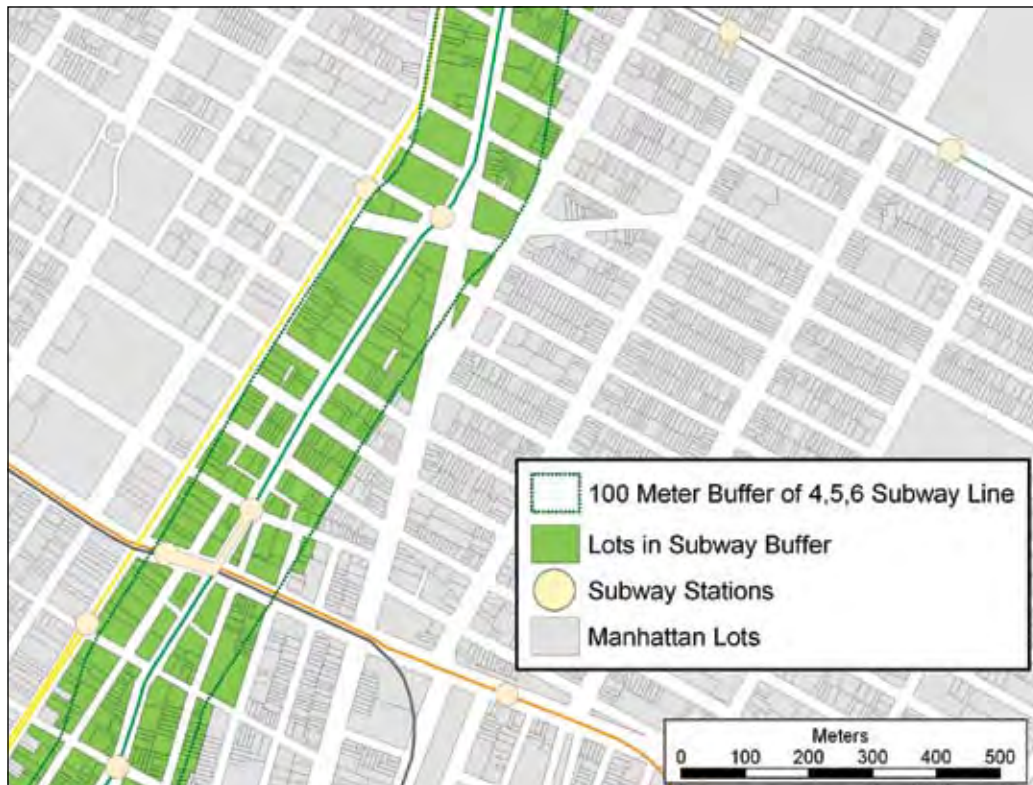 100 Meter Buffer of 4,5,6 Subway Line
Lots in Subway Buffer
Subway Stations
Manhattan Lots
Meters
0 100 200 300 400 500